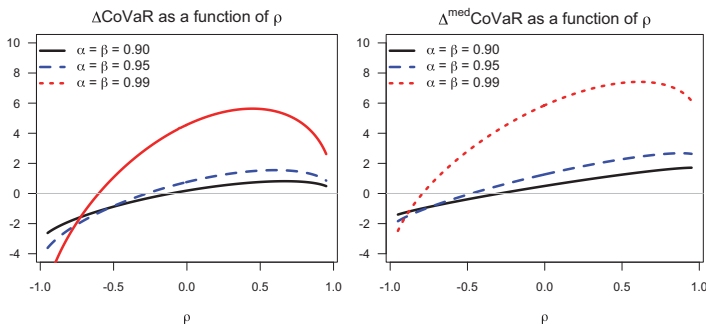 ΔCoVaR as a function of ρ
10
8
6
4
2
0
-2
-4
α = β = 0.90
α = β = 0.95
α = β = 0.99
-1.0 -0.5 0.0 0.5 1.0
ρ
Δ^med CoVaR as a function of ρ
10
8
6
4
2
0
-2
-4
α = β = 0.90
α = β = 0.95
α = β = 0.99
-1.0 -0.5 0.0 0.5 1.0
ρ